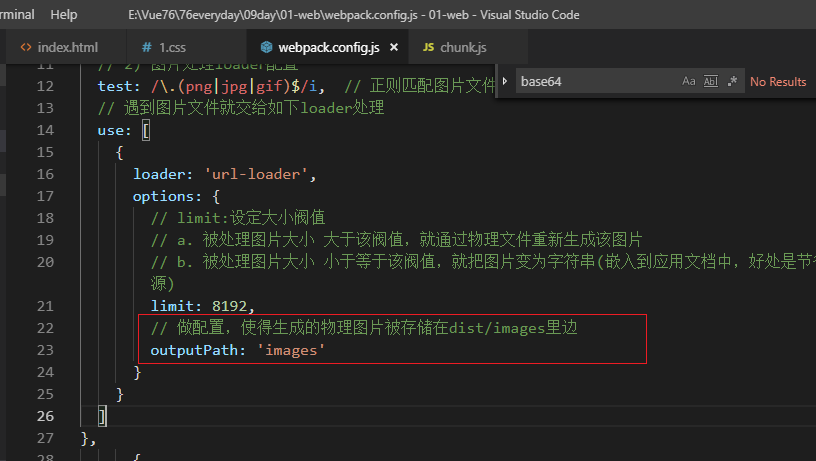 rminal Help E:\Vue76\76everyday\09day\01-web\webpack.config.js - 01-web - Visual Studio Code
index.html # 1.css webpack.config.js × JS chunk.js
base64 Aa Abl .* No Results
11 // 2) 图片处理loader配置
12 test: /\.(png|jpg|gif)$/i, // 正则匹配图片文件
13 // 遇到图片文件就交给如下loader处理
14 use: [
15 {
16 loader: 'url-loader',
17 options: {
18 // limit:设定大小阀值
19 // a. 被处理图片大小 大于该阀值，就通过物理文件重新生成该图片
20 // b. 被处理图片大小 小于等于该阀值，就把图片变为字符串(嵌入到应用文档中，好处是节
源)
21 limit: 8192,
22 // 做配置，使得生成的物理图片被存储在dist/images里边
23 outputPath: 'images'
24 }
25 }
26 ]
27 },
28 {